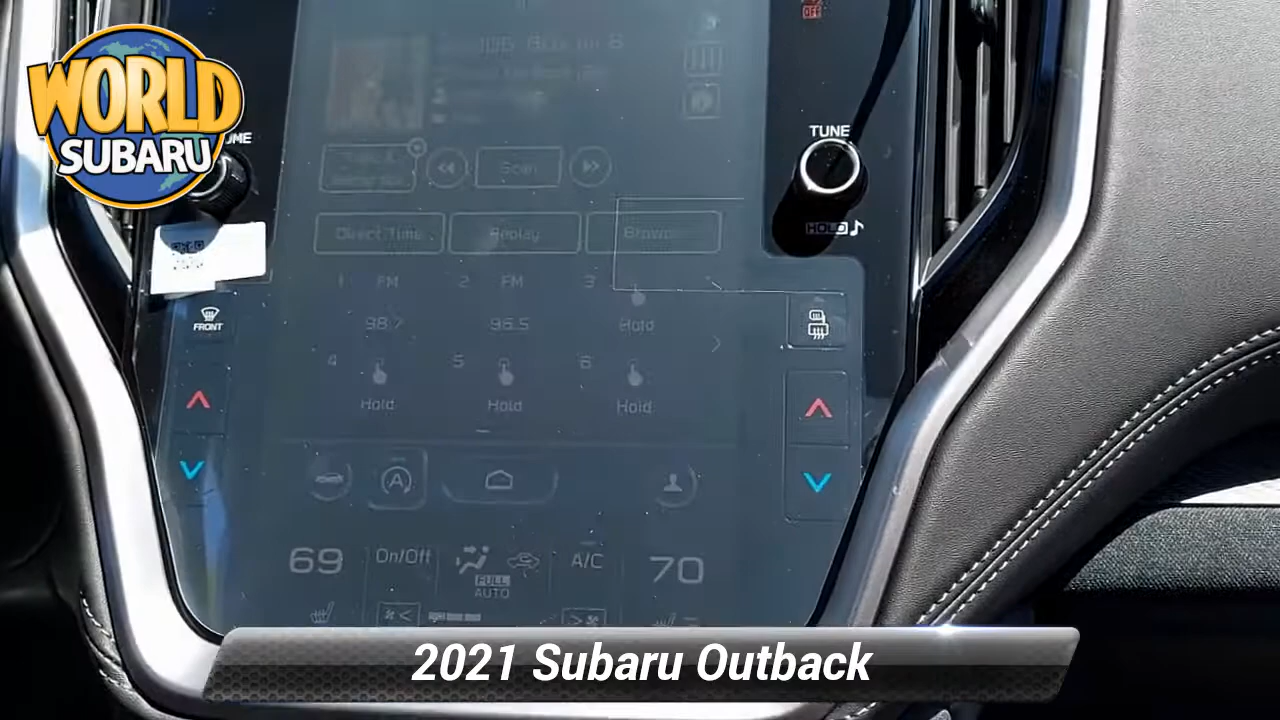 WORLD
SUBARU
OFF
TUNE
HOLD
Scan
Direct Tune
Replay
1 FM
2 FM
3
98.7
96.5
Hold
4
5
6
Hold
Hold
Hold
FRONT
A
69
On/Off
A/C
70
FULL
AUTO
2021 Subaru Outback